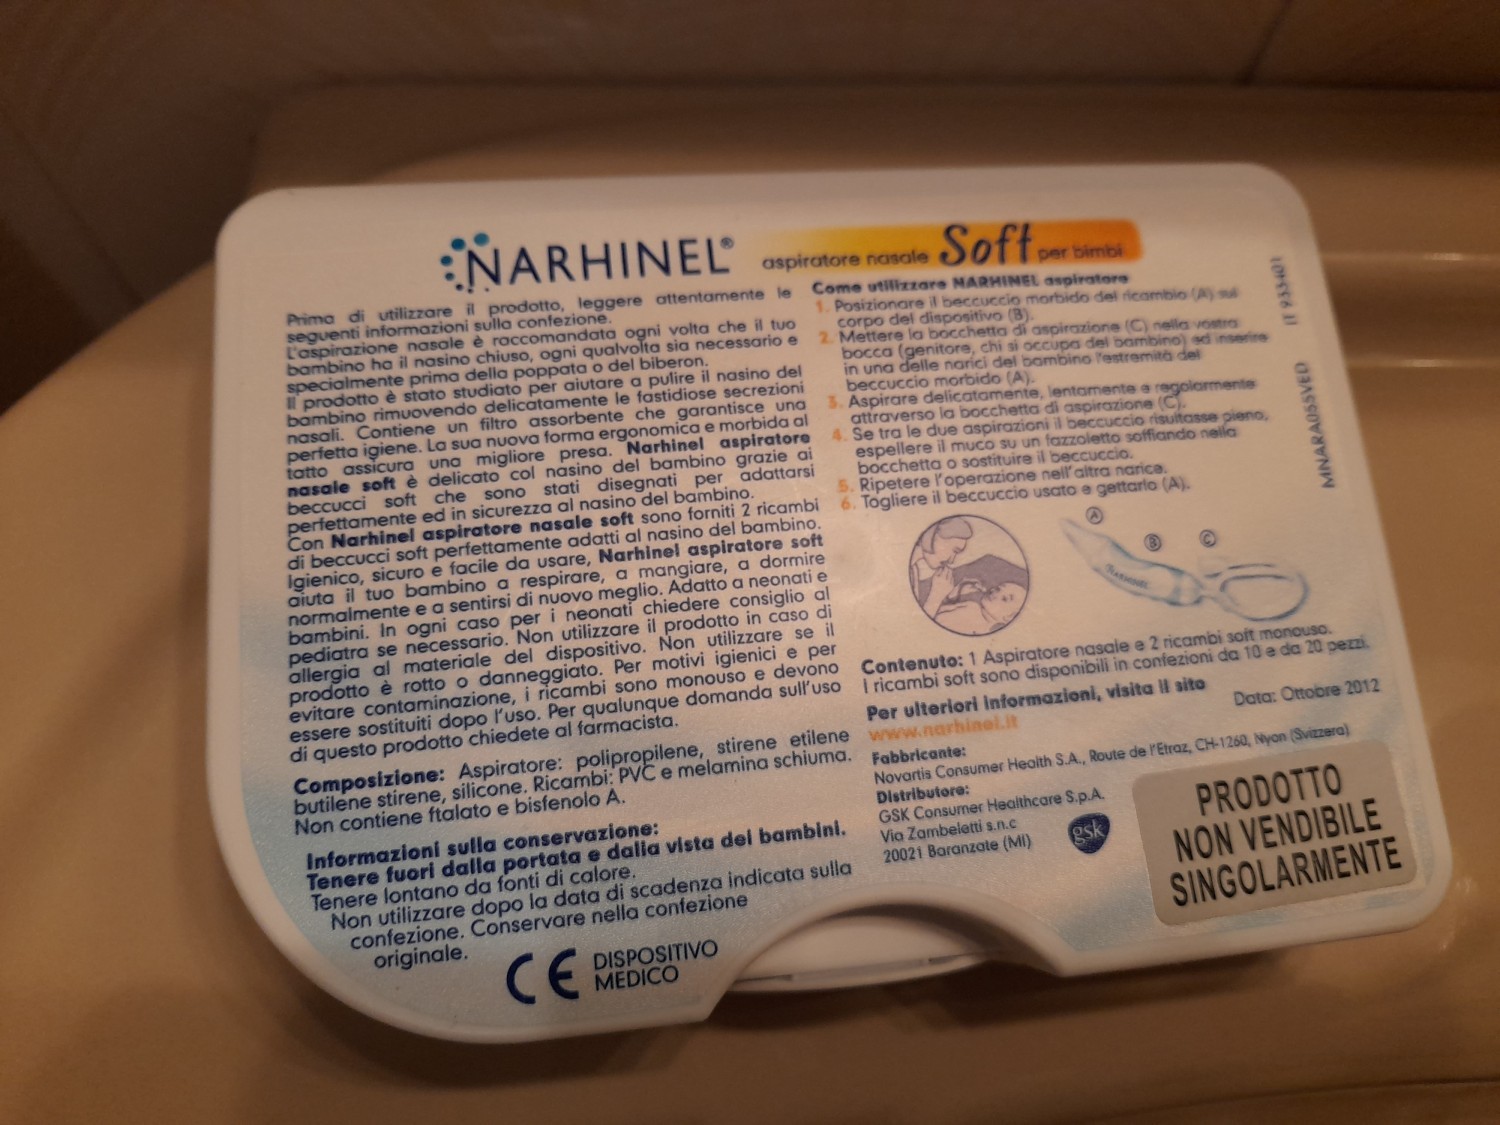 NARHINEL®
aspiratore nasale Soft per bimbi
Prima di utilizzare il prodotto, leggere attentamente le
seguenti informazioni sulla confezione.
L'aspirazione nasale è raccomandata ogni volta che il tuo
bambino ha il nasino chiuso, ogni qualvolta sia necessario e
specialmente prima della poppata o del biberon.
Il prodotto è stato studiato per aiutare a pulire il nasino del
bambino rimuovendo delicatamente le fastidiose secrezioni
nasali. Contiene un filtro assorbente che garantisce una
perfetta igiene. La sua nuova forma ergonomica e morbida al
tatto assicura una migliore presa. Narhinel aspiratore
nasale soft è delicato col nasino del bambino grazie ai
beccucci soft che sono stati disegnati per adattarsi
perfettamente ed in sicurezza al nasino del bambino.
Con Narhinel aspiratore nasale soft sono forniti 2 ricambi
di beccucci soft perfettamente adatti al nasino del bambino.
Igienico, sicuro e facile da usare, Narhinel aspiratore soft
aiuta il tuo bambino a respirare, a mangiare, a dormire
normalmente e a sentirsi di nuovo meglio. Adatto a neonati e
bambini. In ogni caso per i neonati chiedere consiglio al
pediatra se necessario. Non utilizzare il prodotto in caso di
allergia al materiale del dispositivo. Non utilizzare se il
prodotto è rotto o danneggiato. Per motivi igienici e per
evitare contaminazione, i ricambi sono monouso e devono
essere sostituiti dopo l'uso. Per qualunque domanda sull'uso
di questo prodotto chiedete al farmacista.
Composizione: Aspiratore: polipropilene, stirene etilene
butilene stirene, silicone. Ricambi: PVC e melamina schiuma.
Non contiene ftalato e bisfenolo A.
Informazioni sulla conservazione:
Tenere fuori dalla portata e dalla vista dei bambini.
Tenere lontano da fonti di calore.
Non utilizzare dopo la data di scadenza indicata sulla
confezione. Conservare nella confezione
originale.
CE DISPOSITIVO
MEDICO
Come utilizzare NARHINEL aspiratore
1. Posizionare il beccuccio morbido del ricambio (A) sul
corpo del dispositivo (B).
2. Mettere la bocchetta di aspirazione (C) nella vostra
bocca (genitore, chi si occupa del bambino) ed inserire
in una delle narici del bambino l'estremità del
beccuccio morbido (A).
3. Aspirare delicatamente, lentamente e regolarmente
attraverso la bocchetta di aspirazione (C).
4. Se tra le due aspirazioni il beccuccio risultasse pieno,
espellere il muco su un fazzoletto soffiando nella
bocchetta o sostituire il beccuccio.
5. Ripetere l'operazione nell'altra narice.
6. Togliere il beccuccio usato e gettarlo (A).
A
B
C
NARHINEL
Contenuto: 1 Aspiratore nasale e 2 ricambi soft monouso.
I ricambi soft sono disponibili in confezioni da 10 e da 20 pezzi.
Per ulteriori informazioni, visita il sito
www.narhinel.it
Data: Ottobre 2012
Fabbricante:
Novartis Consumer Health S.A., Route de l'Etraz, CH-1260, Nyon (Svizzera)
Distributore:
GSK Consumer Healthcare S.p.A.
Via Zambeletti s.n.c
20021 Baranzate (MI)
gsk
PRODOTTO
NON VENDIBILE
SINGOLARMENTE
MNARA05VED
IT 933401